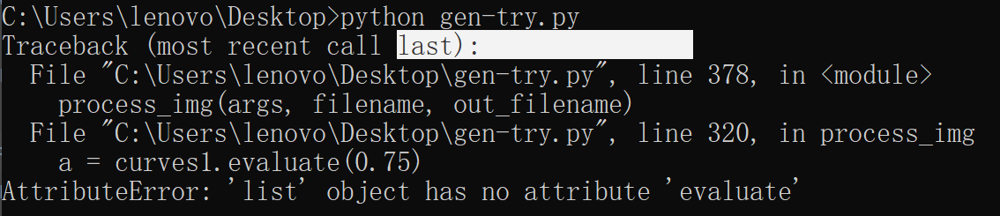 C:\Users\lenovo\Desktop>python gen-try.py
Traceback (most recent call last):
  File "C:\Users\lenovo\Desktop\gen-try.py", line 378, in <module>
    process_img(args, filename, out_filename)
  File "C:\Users\lenovo\Desktop\gen-try.py", line 320, in process_img
    a = curves1.evaluate(0.75)
AttributeError: 'list' object has no attribute 'evaluate'